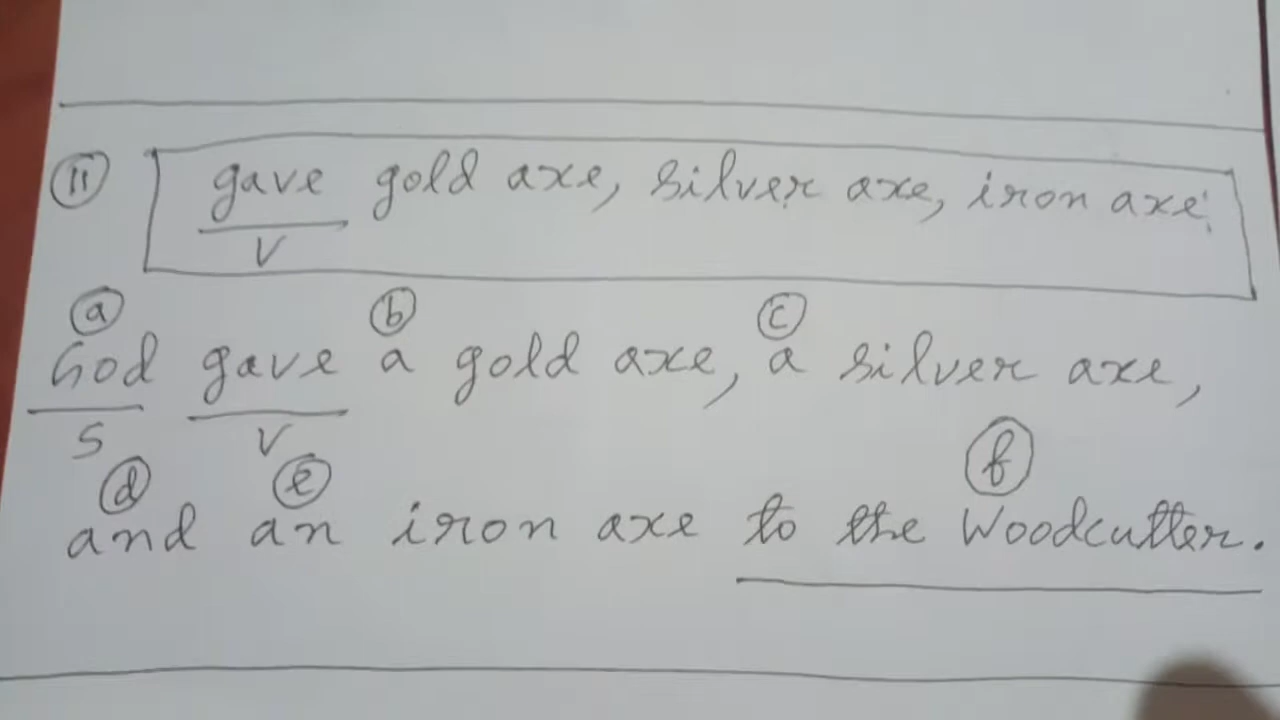 (11) gave gold axe, silver axe, iron axe.
V
(a) (b) (c)
God gave a gold axe, a silver axe,
S V (f)
(d) (e)
and an iron axe to the Woodcutter.